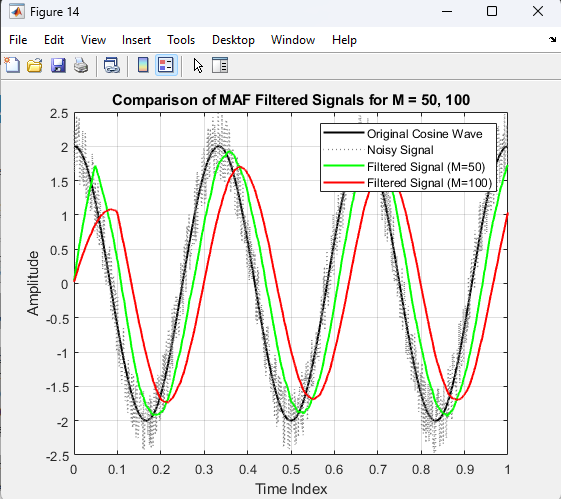 Figure 14
File Edit View Insert Tools Desktop Window Help
Comparison of MAF Filtered Signals for M = 50, 100
Original Cosine Wave
Noisy Signal
Filtered Signal (M=50)
Filtered Signal (M=100)
2.5
2
1.5
1
0.5
0
-0.5
-1
-1.5
-2
-2.5
Amplitude
0 0.1 0.2 0.3 0.4 0.5 0.6 0.7 0.8 0.9 1
Time Index